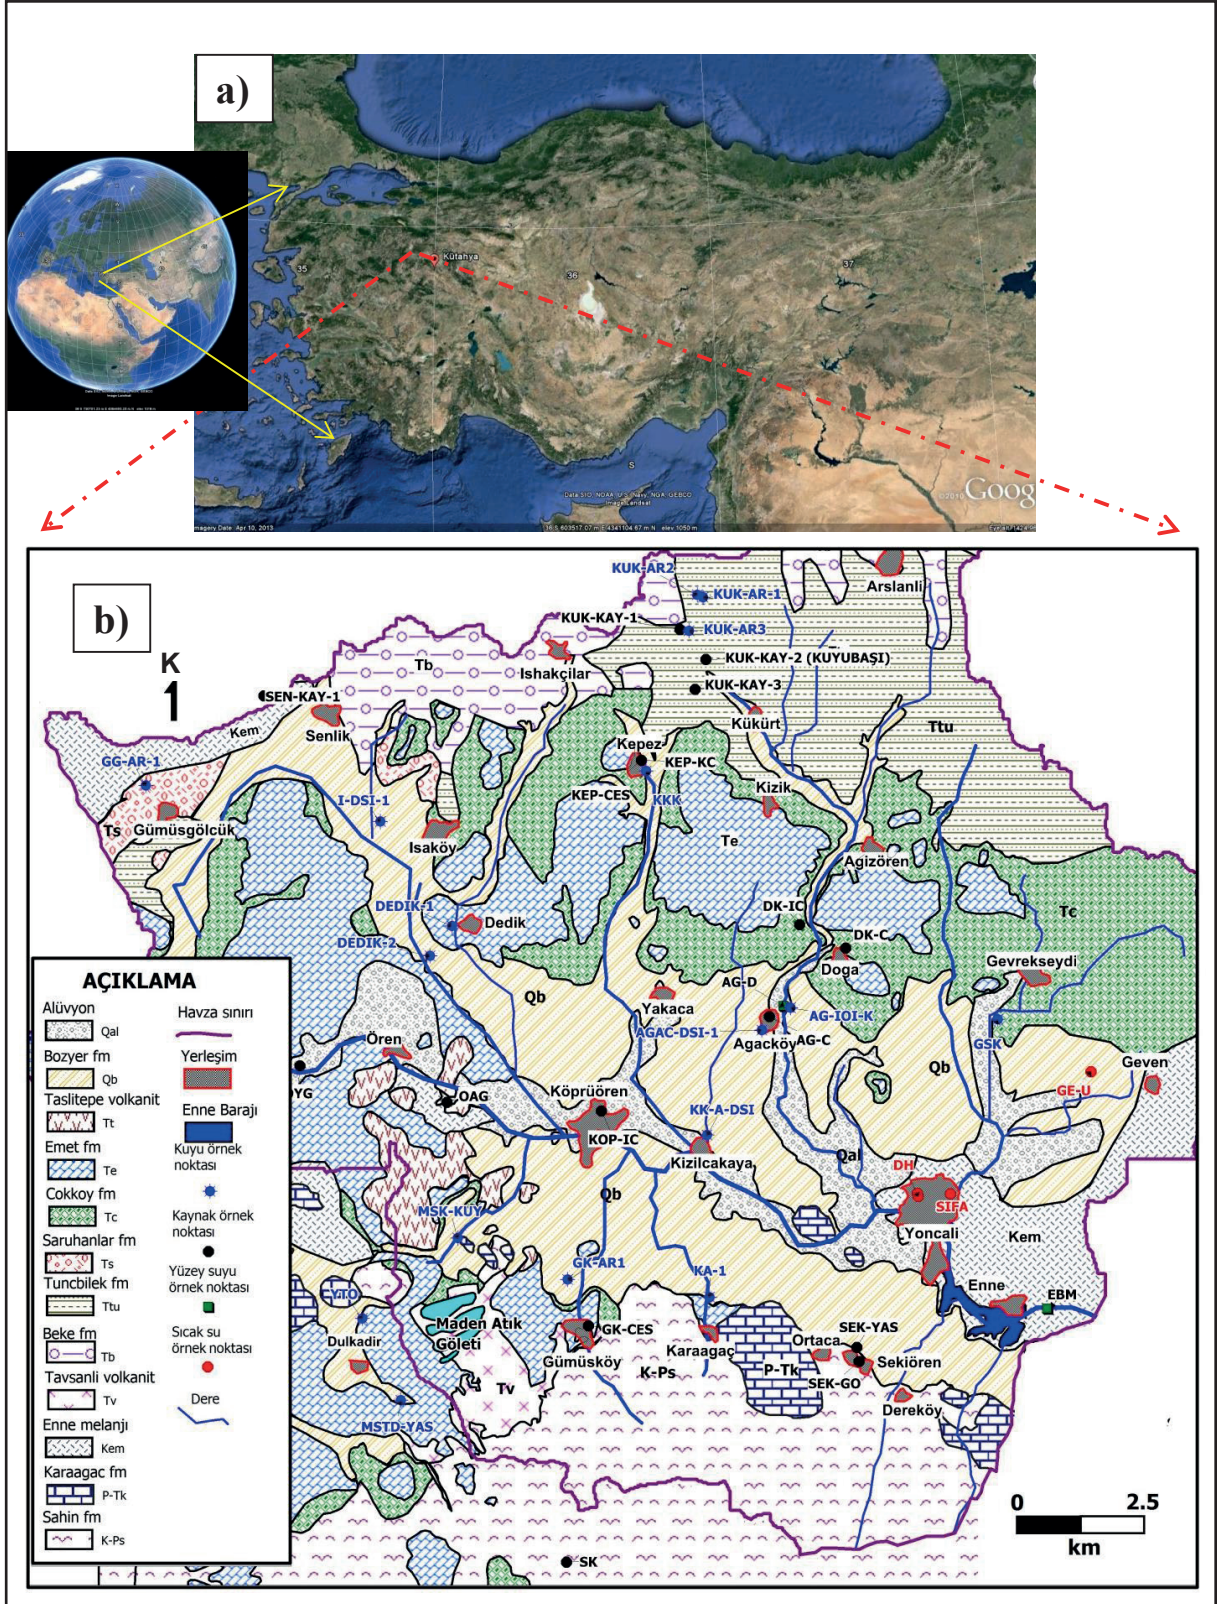 a)
Kütahya
35
36
37
S
Data SIO, NOAA, U.S. Navy, NGA, GEBCO
Image Landsat
©2010 Goog
Imagery Date: Apr 10, 2013
b)
K
KUK-AR2
Arslanli
KUK-AR-1
KUK-KAY-1
KUK-AR3
Tb
Ishakçilar
KUK-KAY-2 (KUYUBAŞI)
KUK-KAY-3
SEN-KAY-1
Kükürt
Ttu
Kem
Senlik
Kepez
GG-AR-1
KEP-KC
I-DSI-1
KEP-CES
KKK
Kizik
Ts
Gümüsgölcük
Isaköy
Te
Agizören
DEDIK-1
DK-IC
Tc
Dedik
DEDIK-2
DK-C
Doga
Gevrekseydi
AG-D
Qb
Yakaca
AG-IOI-K
AGAC-DSI-1
Agacköy
AG-C
GSK
Ören
Qb
Geven
OAG
GE-U
Köprüören
KK-A-DSI
KOP-IC
Kizilcakaya
Qal
DH
Qb
SIFA
MSK-KUY
Yoncali
Kem
GK-AR1
KA-1
Enne
EBM
CYTO
Maden Atık
Göleti
GK-CES
SEK-YAS
Dulkadir
Ortaca
Gümüsköy
Karaagaç
Sekiören
K-Ps
P-Tk
SEK-GO
Tv
Dereköy
MSTD-YAS
SK
0 2.5
km
AÇIKLAMA
Alüvyon
Qal
Bozyer fm
Qb
Taslitepe volkanit
Tt
Emet fm
Te
Cokkoy fm
Tc
Saruhanlar fm
Ts
Tuncbilek fm
Ttu
Beke fm
Tb
Tavsanli volkanit
Tv
Enne melanjı
Kem
Karaagac fm
P-Tk
Sahin fm
K-Ps
Havza sınırı
Yerleşim
Enne Barajı
Kuyu örnek
noktası
Kaynak örnek
noktası
Yüzey suyu
örnek noktası
Sıcak su
örnek noktası
Dere